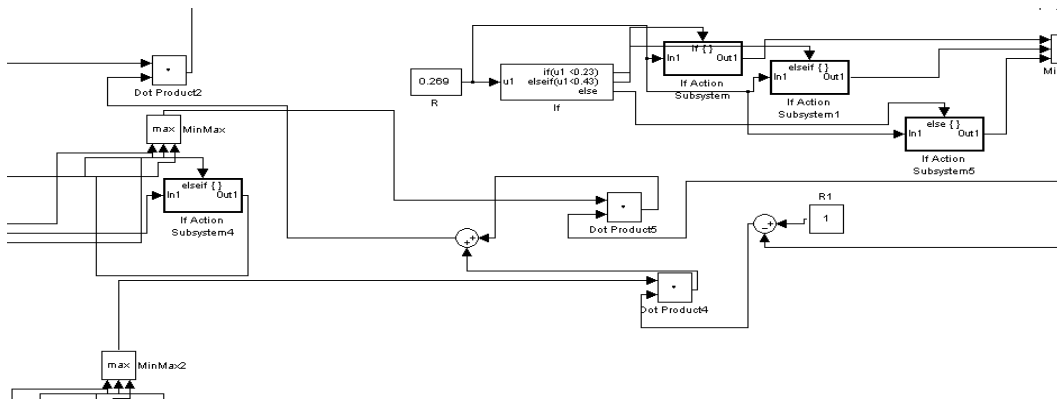 Dot Product2
max
MinMax
elseif { }
In1 Out1
If Action
Subsystem4
0.269
R
u1
if(u1 <0.23)
elseif(u1<0.43)
else
If
If { }
In1 Out1
If Action
Subsystem
elseif { }
In1 Out1
If Action
Subsystem1
else { }
In1 Out1
If Action
Subsystem5
Mi
Dot Product5
R1
1
+
+
−
+
Dot Product4
max
MinMax2